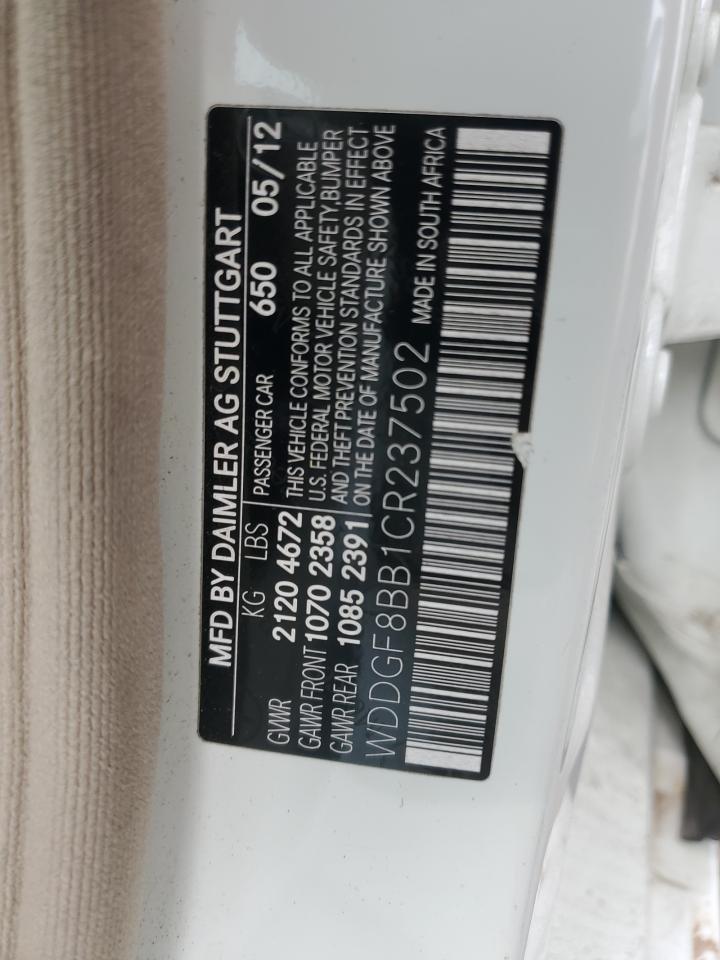 MFD BY DAIMLER AG STUTTGART
KG LBS PASSENGER CAR 650 05/12
GVWR 2120 4672 THIS VEHICLE CONFORMS TO ALL APPLICABLE
GAWR FRONT 1070 2358 U.S. FEDERAL MOTOR VEHICLE SAFETY, BUMPER
GAWR REAR 1085 2391 AND THEFT PREVENTION STANDARDS IN EFFECT
ON THE DATE OF MANUFACTURE SHOWN ABOVE
WDDGF8BB1CR237502 MADE IN SOUTH AFRICA